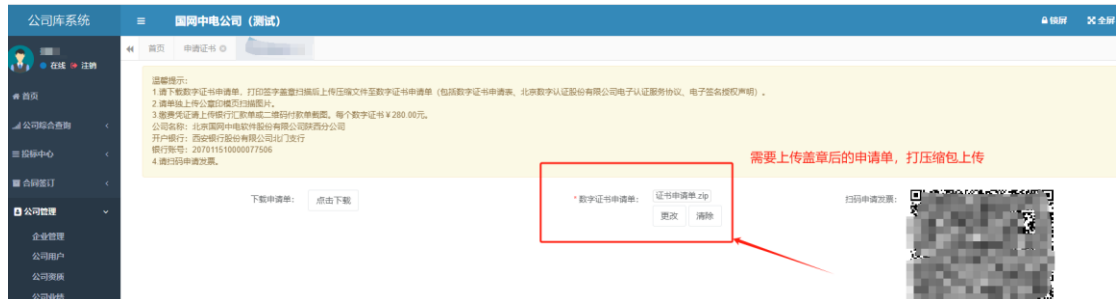 公司库系统
国网中电公司（测试）
锁屏
全屏
首页
申请证书
在线
注销
温馨提示：
1.请下载数字证书申请单，打印签字盖章扫描后上传压缩文件至数字证书申请单（包括数字证书申请表、北京数字认证股份有限公司电子认证服务协议、电子签名授权声明）。
2.请单独上传公章印模页扫描图片。
3.缴费凭证请上传银行汇款单或二维码付款单截图。每个数字证书￥280.00元。
公司名称：北京国网中电软件股份有限公司陕西分公司
开户银行：西安银行股份有限公司北门支行
银行账号：207011510000077506
4.请扫码申请发票。
首页
公司综合查询
投标中心
合同签订
公司管理
企业管理
公司用户
公司资质
公司业绩
需要上传盖章后的申请单，打压缩包上传
下载申请单：
点击下载
* 数字证书申请单：
证书申请单.zip
更改
清除
扫码申请发票：